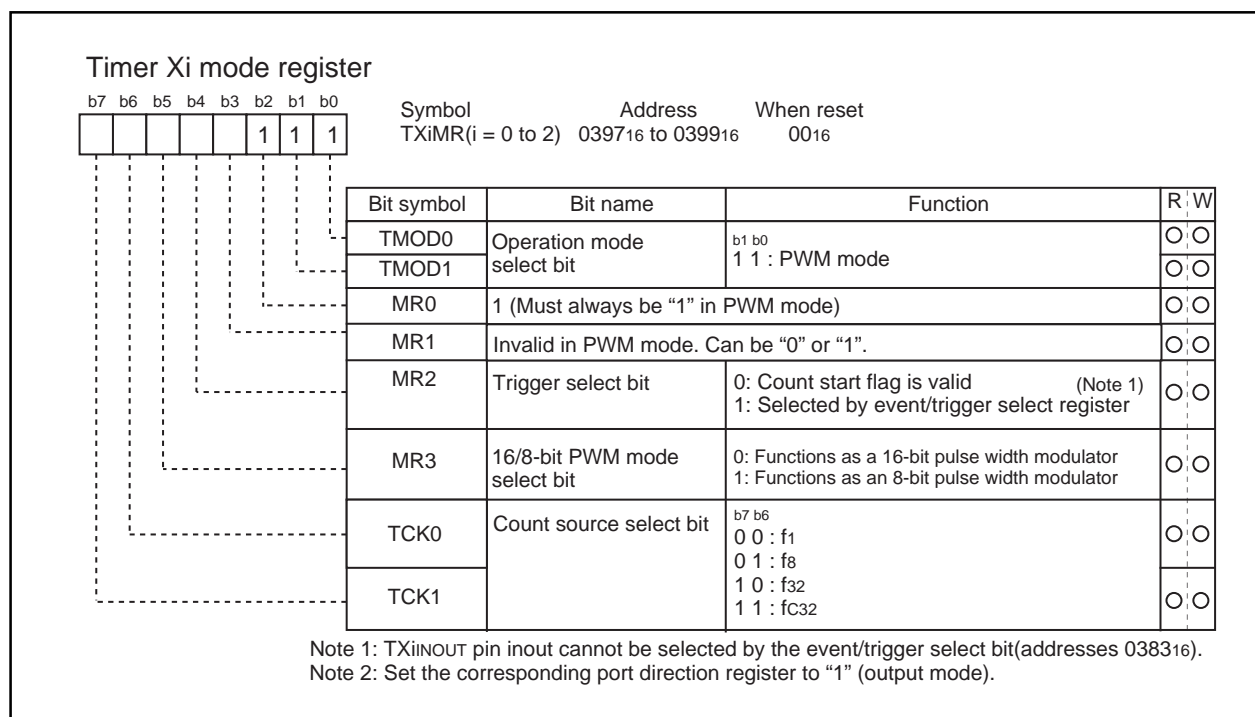 Timer Xi mode register
b7 b6 b5 b4 b3 b2 b1 b0
1 1 1
Symbol Address When reset
TXiMR(i = 0 to 2) 039716 to 039916 0016
Bit symbol Bit name Function R W
TMOD0 Operation mode select bit b1 b0
1 1 : PWM mode
TMOD1
MR0 1 (Must always be “1” in PWM mode)
MR1 Invalid in PWM mode. Can be “0” or “1”.
MR2 Trigger select bit 0: Count start flag is valid (Note 1)
1: Selected by event/trigger select register
MR3 16/8-bit PWM mode select bit 0: Functions as a 16-bit pulse width modulator
1: Functions as an 8-bit pulse width modulator
TCK0 Count source select bit b7 b6
0 0 : f1
0 1 : f8
TCK1 1 0 : f32
1 1 : fC32
Note 1: TXiINOUT pin inout cannot be selected by the event/trigger select bit(addresses 038316).
Note 2: Set the corresponding port direction register to “1” (output mode).